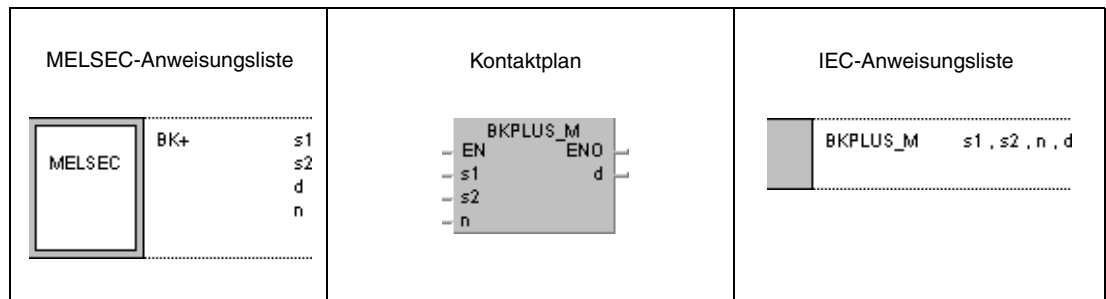 MELSEC-Anweisungsliste
MELSEC
BK+ s1
s2
d
n
Kontaktplan
BKPLUS_M
EN ENO
s1 d
s2
n
IEC-Anweisungsliste
BKPLUS_M s1 , s2 , n , d